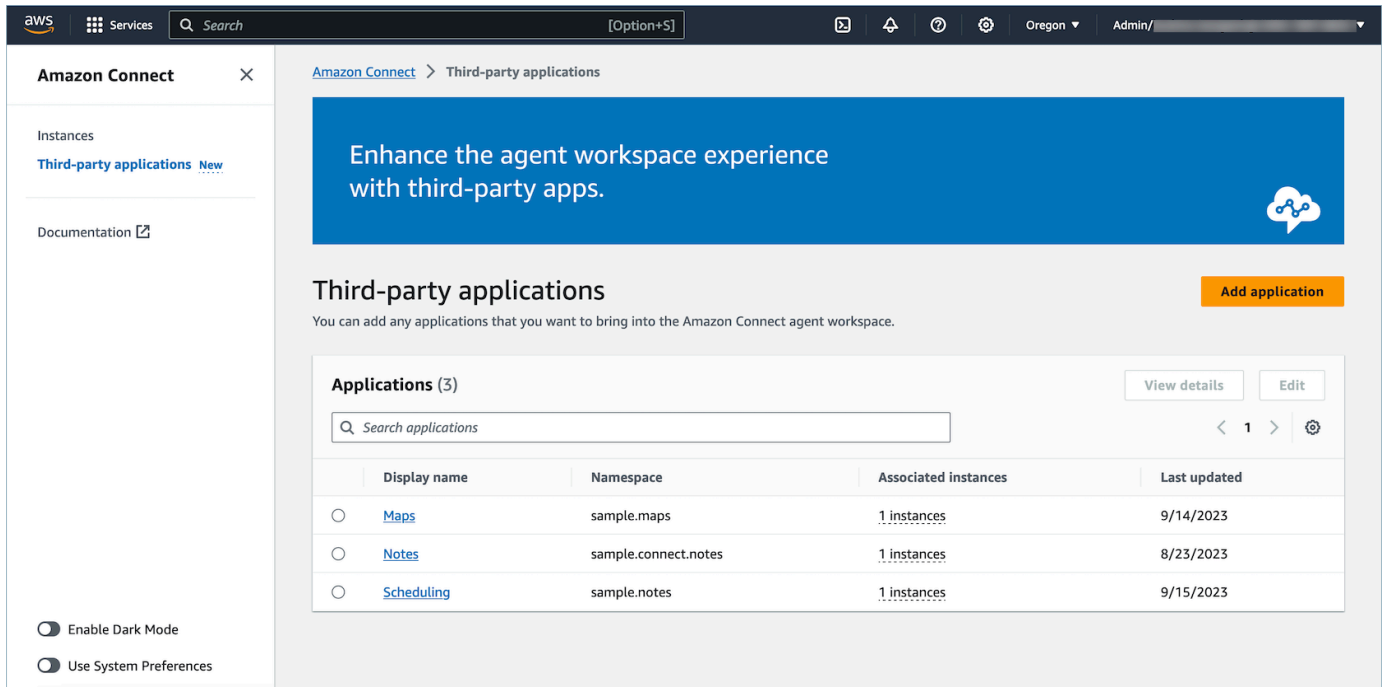 aws Services Search [Option+S] Oregon Admin/
Amazon Connect
Instances
Third-party applications New
Documentation
Enable Dark Mode
Use System Preferences
Amazon Connect > Third-party applications
Enhance the agent workspace experience
with third-party apps.
Third-party applications Add application
You can add any applications that you want to bring into the Amazon Connect agent workspace.
Applications (3) View details Edit
Search applications 1
Display name Namespace Associated instances Last updated
Maps sample.maps 1 instances 9/14/2023
Notes sample.connect.notes 1 instances 8/23/2023
Scheduling sample.notes 1 instances 9/15/2023